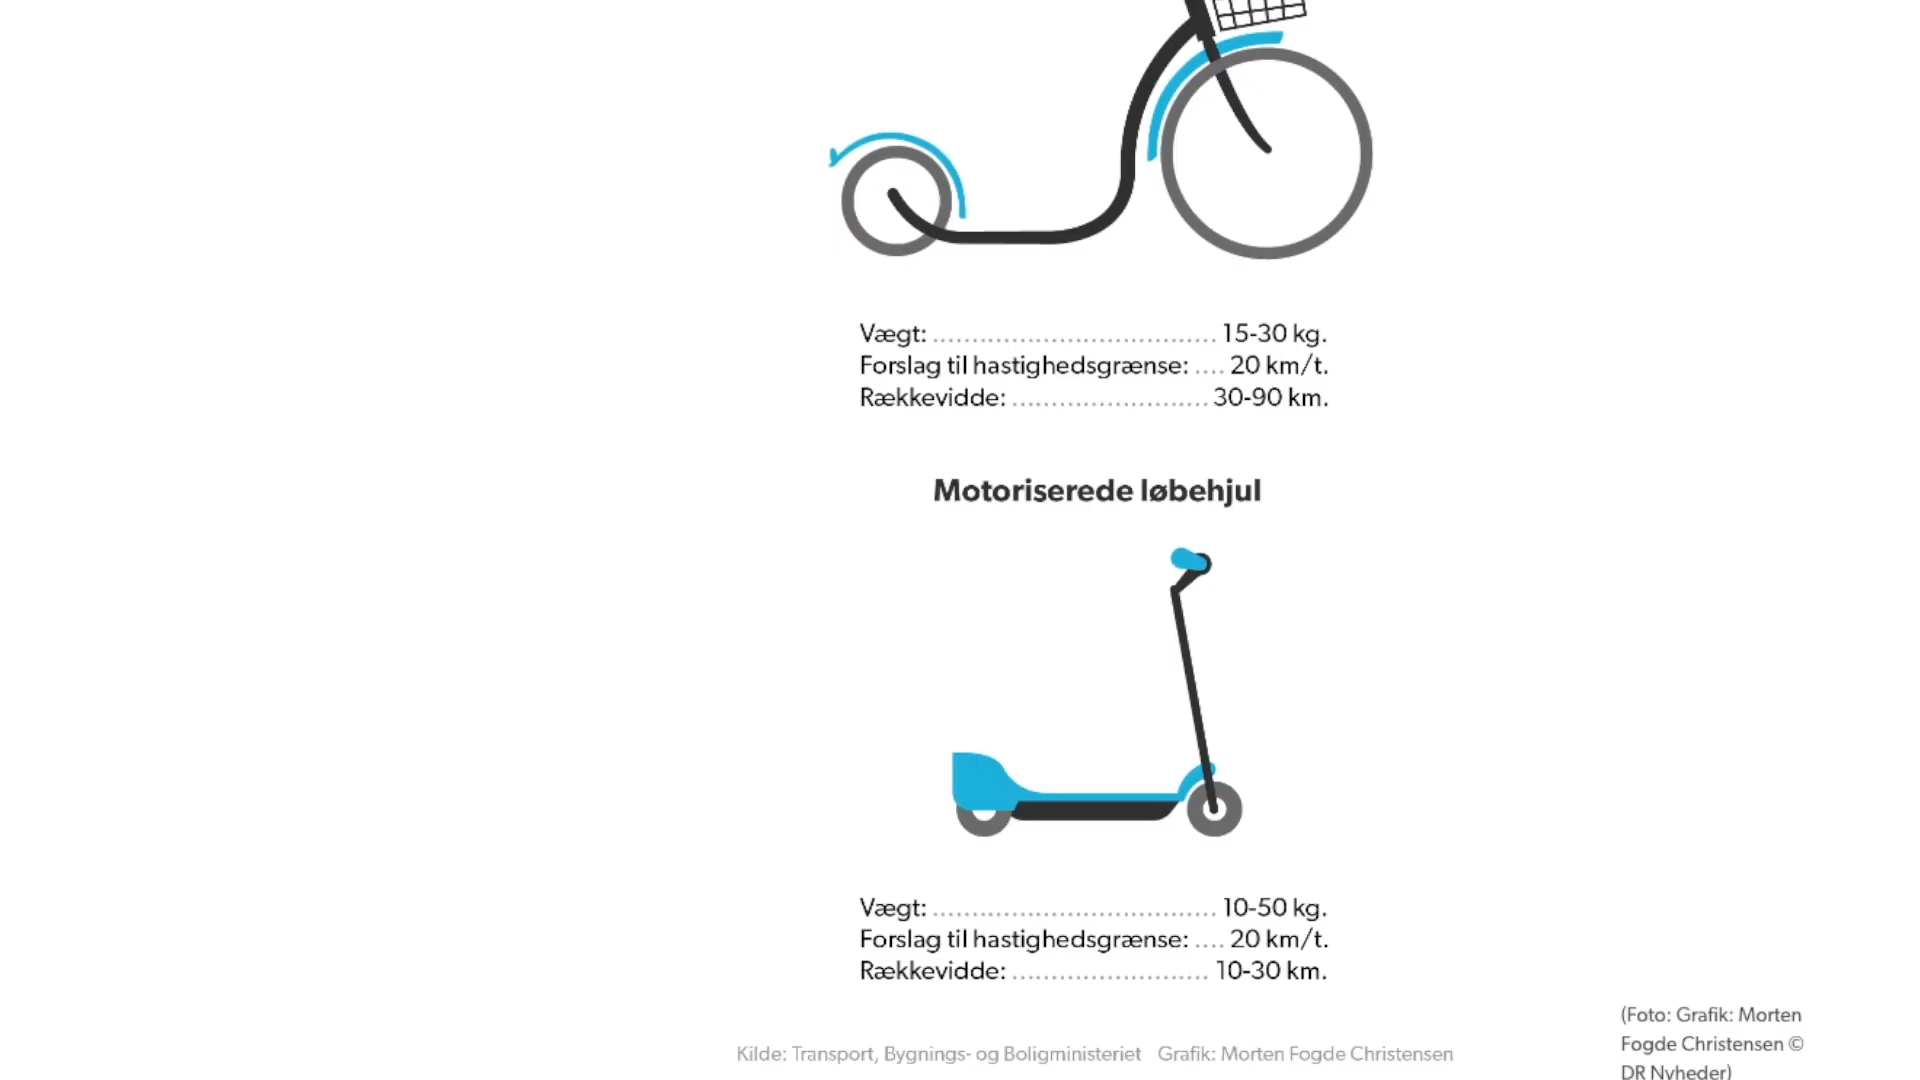 Vægt: .................................... 15-30 kg.
Forslag til hastighedsgrænse: .... 20 km/t.
Rækkevidde: ......................... 30-90 km.
Motoriserede løbehjul
Vægt: .................................... 10-50 kg.
Forslag til hastighedsgrænse: .... 20 km/t.
Rækkevidde: ......................... 10-30 km.
Kilde: Transport, Bygnings- og Boligministeriet Grafik: Morten Fogde Christensen
(Foto: Grafik: Morten
Fogde Christensen ©
DR Nyheder)